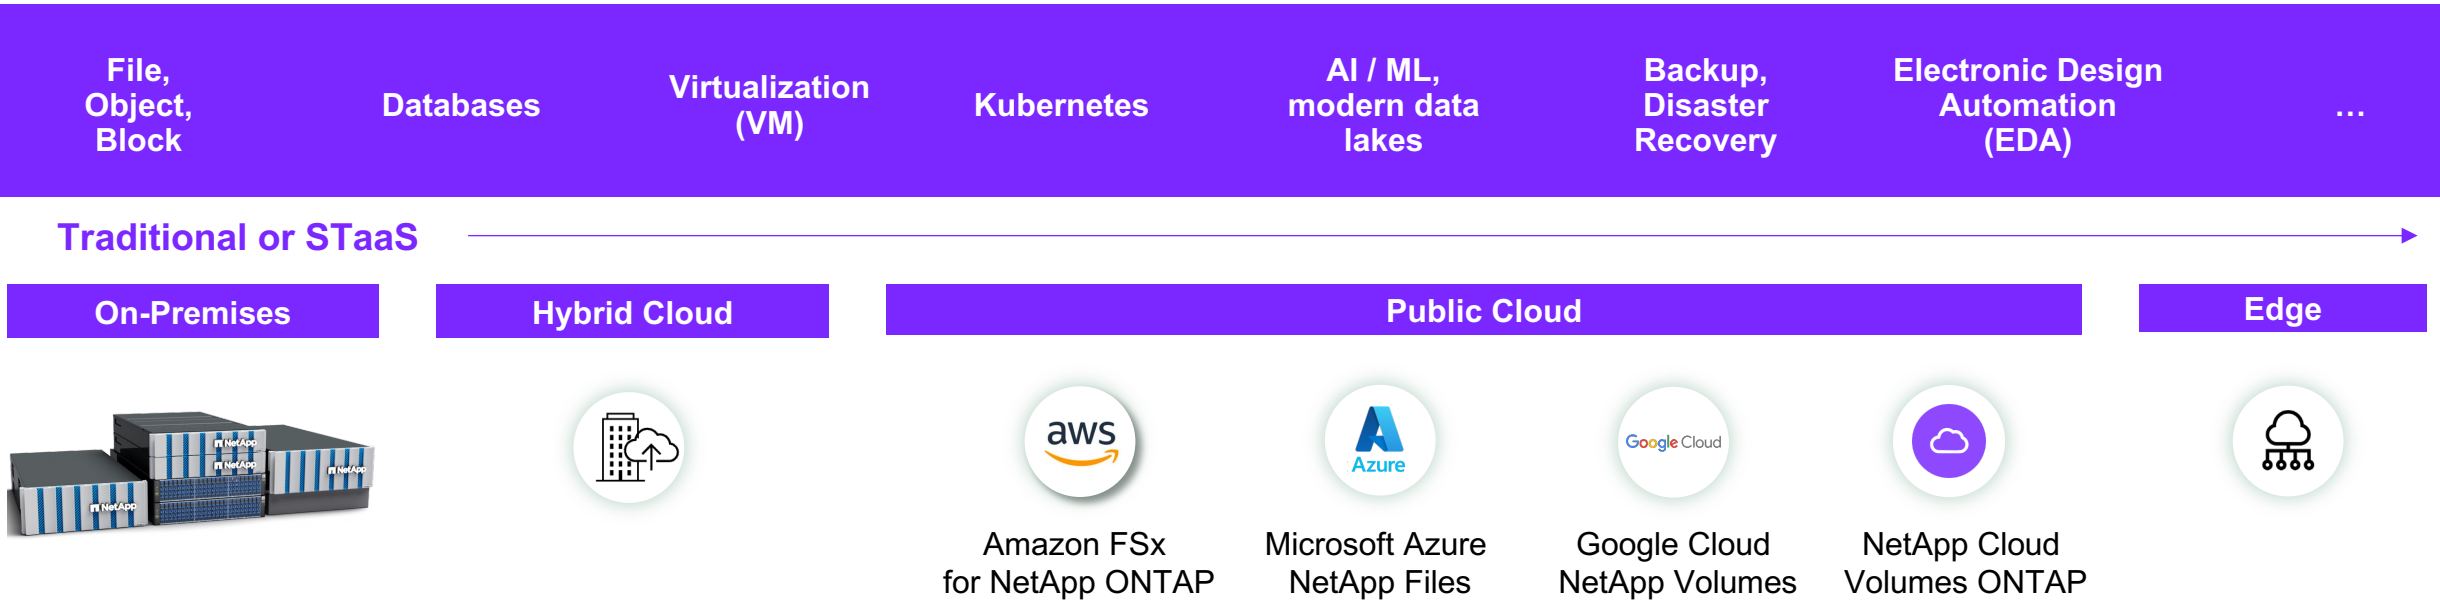 File,
Object,
Block
Databases
Virtualization
(VM)
Kubernetes
AI / ML,
modern data
lakes
Backup,
Disaster
Recovery
Electronic Design
Automation
(EDA)
...
Traditional or STaaS
On-Premises
Hybrid Cloud
Public Cloud
Edge
NetApp
NetApp
NetApp
NetApp
aws
Azure
Google Cloud
Amazon FSx
for NetApp ONTAP
Microsoft Azure
NetApp Files
Google Cloud
NetApp Volumes
NetApp Cloud
Volumes ONTAP